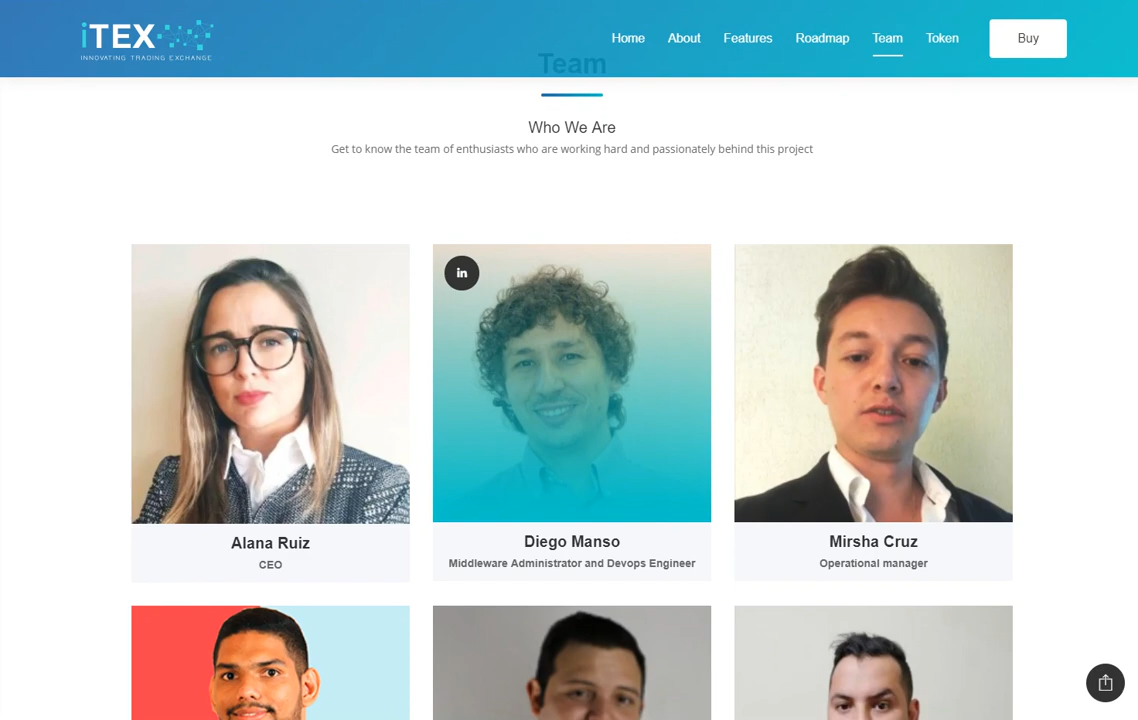 iTEX
INNOVATING TRADING EXCHANGE
Home About Features Roadmap Team Token Buy
Team
Who We Are
Get to know the team of enthusiasts who are working hard and passionately behind this project
in
Alana Ruiz
CEO
Diego Manso
Middleware Administrator and Devops Engineer
Mirsha Cruz
Operational manager